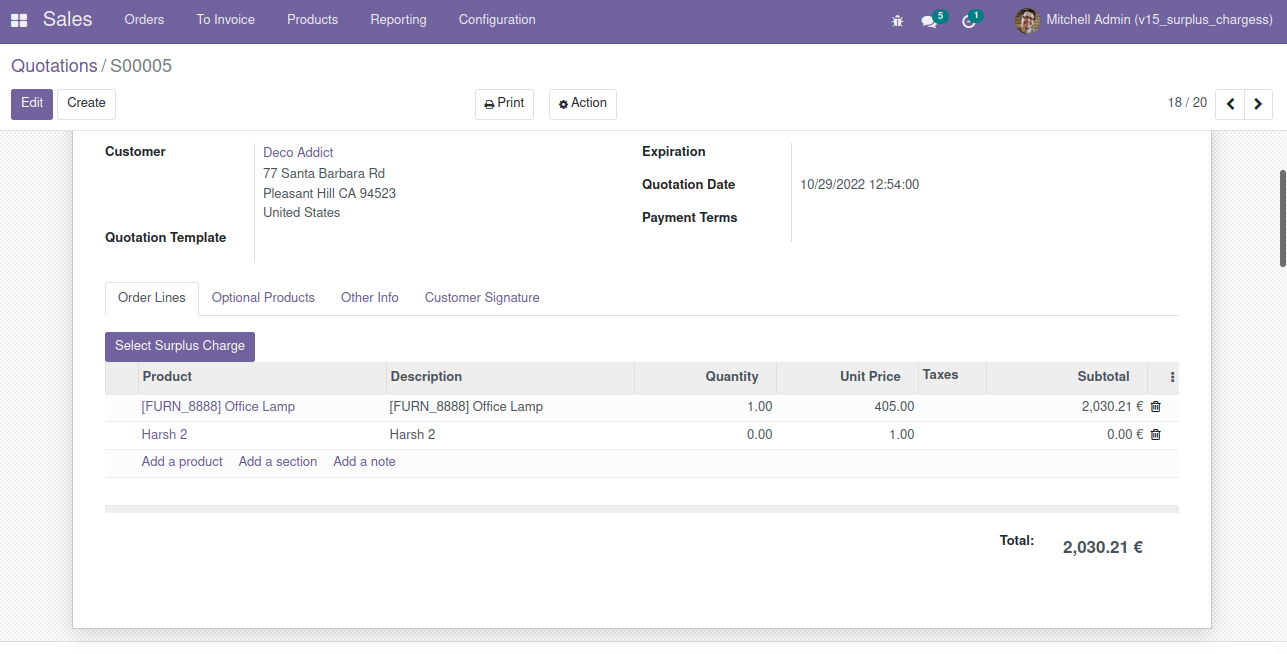 Sales Orders To Invoice Products Reporting Configuration 5 1 Mitchell Admin (v15_surplus_chargess)
Quotations / S00005
Edit Create Print Action 18 / 20
Customer Deco Addict Expiration
77 Santa Barbara Rd
Quotation Date 10/29/2022 12:54:00
Pleasant Hill CA 94523
United States Payment Terms
Quotation Template
Order Lines Optional Products Other Info Customer Signature
Select Surplus Charge
Product Description Quantity Unit Price Taxes Subtotal
[FURN_8888] Office Lamp [FURN_8888] Office Lamp 1.00 405.00 2,030.21 €
Harsh 2 Harsh 2 0.00 1.00 0.00 €
Add a product Add a section Add a note
Total: 2,030.21 €